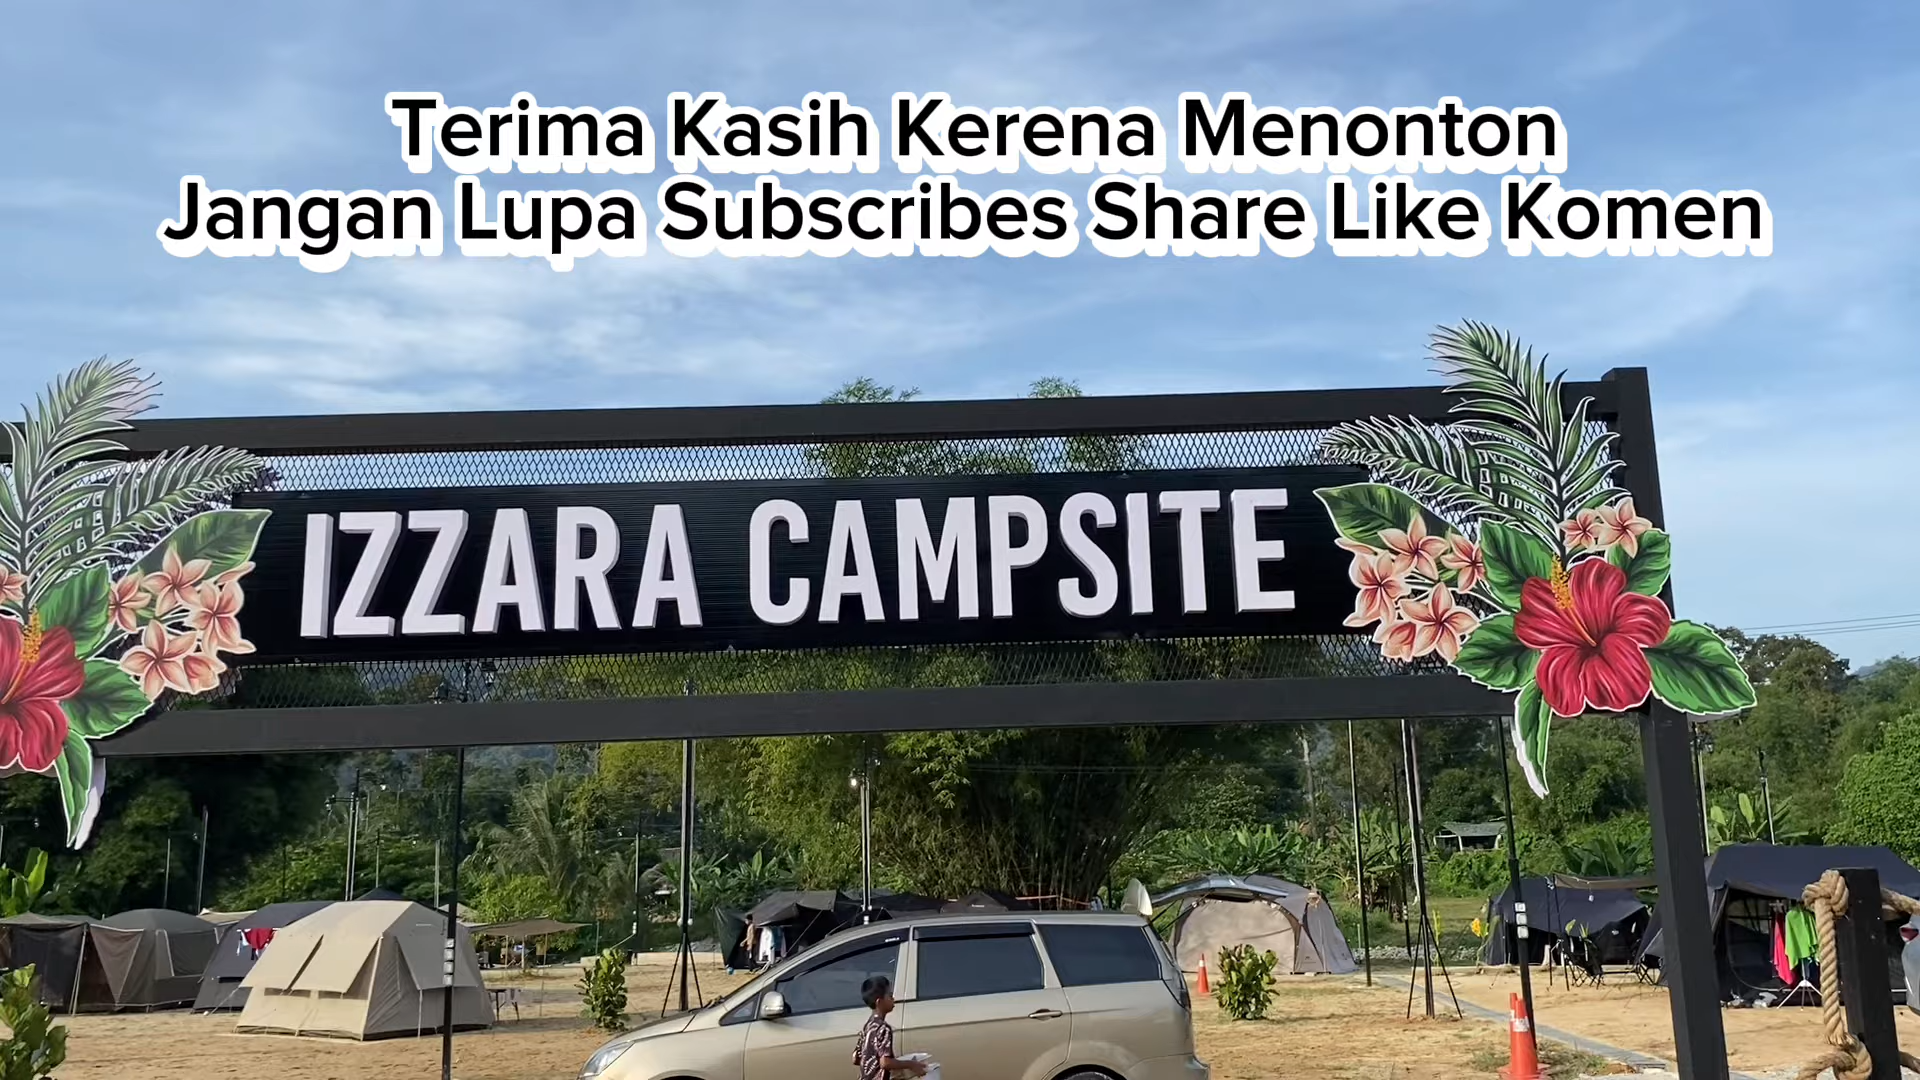 Terima Kasih Kerena Menonton
Jangan Lupa Subscribes Share Like Komen
IZZARA CAMPSITE